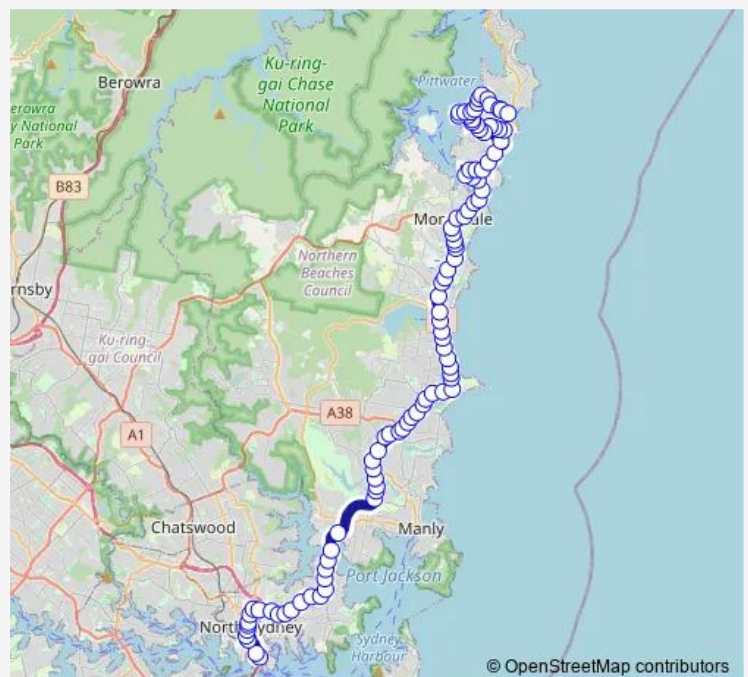 Ku-ring-
gai Chase
National
Park
Pittwater
Berowra
erowra
y National
Park
B83
Northern
Beaches
Council
rnsby
Ku-ring-
gai Council
A38
A1
Chatswood
Manly
Port Jackson
Sydney
Harbour
© OpenStreetMap contributors